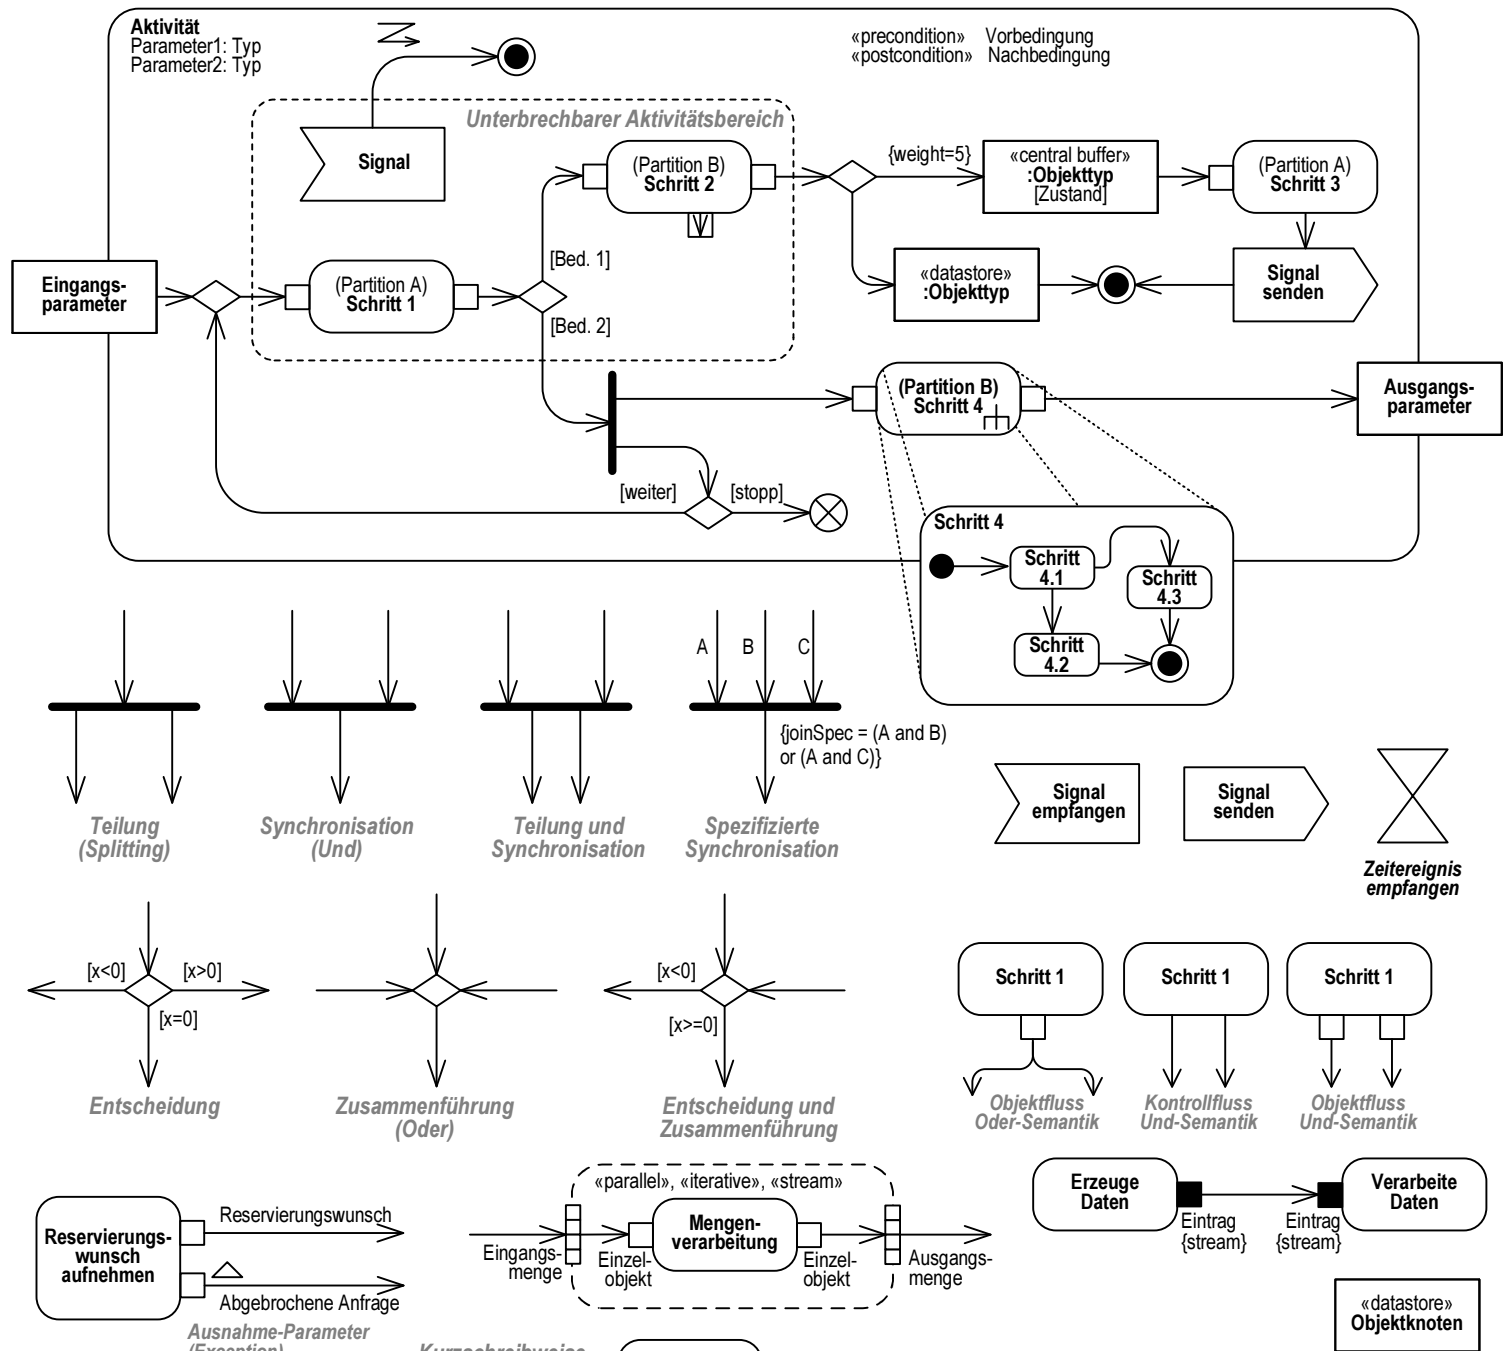 Aktivität
Parameter1: Typ
Parameter2: Typ
«precondition» Vorbedingung
«postcondition» Nachbedingung
Unterbrechbarer Aktivitätsbereich
Signal
(Partition B)
Schritt 2
{weight=5}
«central buffer»
:Objekttyp
[Zustand]
(Partition A)
Schritt 3
Eingangs-
parameter
(Partition A)
Schritt 1
[Bed. 1]
[Bed. 2]
«datastore»
:Objekttyp
Signal
senden
(Partition B)
Schritt 4
Ausgangs-
parameter
[weiter]
[stopp]
Schritt 4
Schritt
4.1
Schritt
4.3
Schritt
4.2
A
B
C
{joinSpec = (A and B)
or (A and C)}
Teilung
(Splitting)
Synchronisation
(Und)
Teilung und
Synchronisation
Spezifizierte
Synchronisation
Signal
empfangen
Signal
senden
Zeitereignis
empfangen
[x<0]
[x>0]
[x=0]
Entscheidung
Zusammenführung
(Oder)
[x<0]
[x>=0]
Entscheidung und
Zusammenführung
Schritt 1
Schritt 1
Schritt 1
Objektfluss
Oder-Semantik
Kontrollfluss
Und-Semantik
Objektfluss
Und-Semantik
Reservierungs-
wunsch
aufnehmen
Reservierungswunsch
Abgebrochene Anfrage
Ausnahme-Parameter
(Exception)
«parallel», «iterative», «stream»
Mengen-
verarbeitung
Eingangs-
menge
Einzel-
objekt
Einzel-
objekt
Ausgangs-
menge
Erzeuge
Daten
Verarbeite
Daten
Eintrag
{stream}
Eintrag
{stream}
«datastore»
Objektknoten
Kurzschreibweise